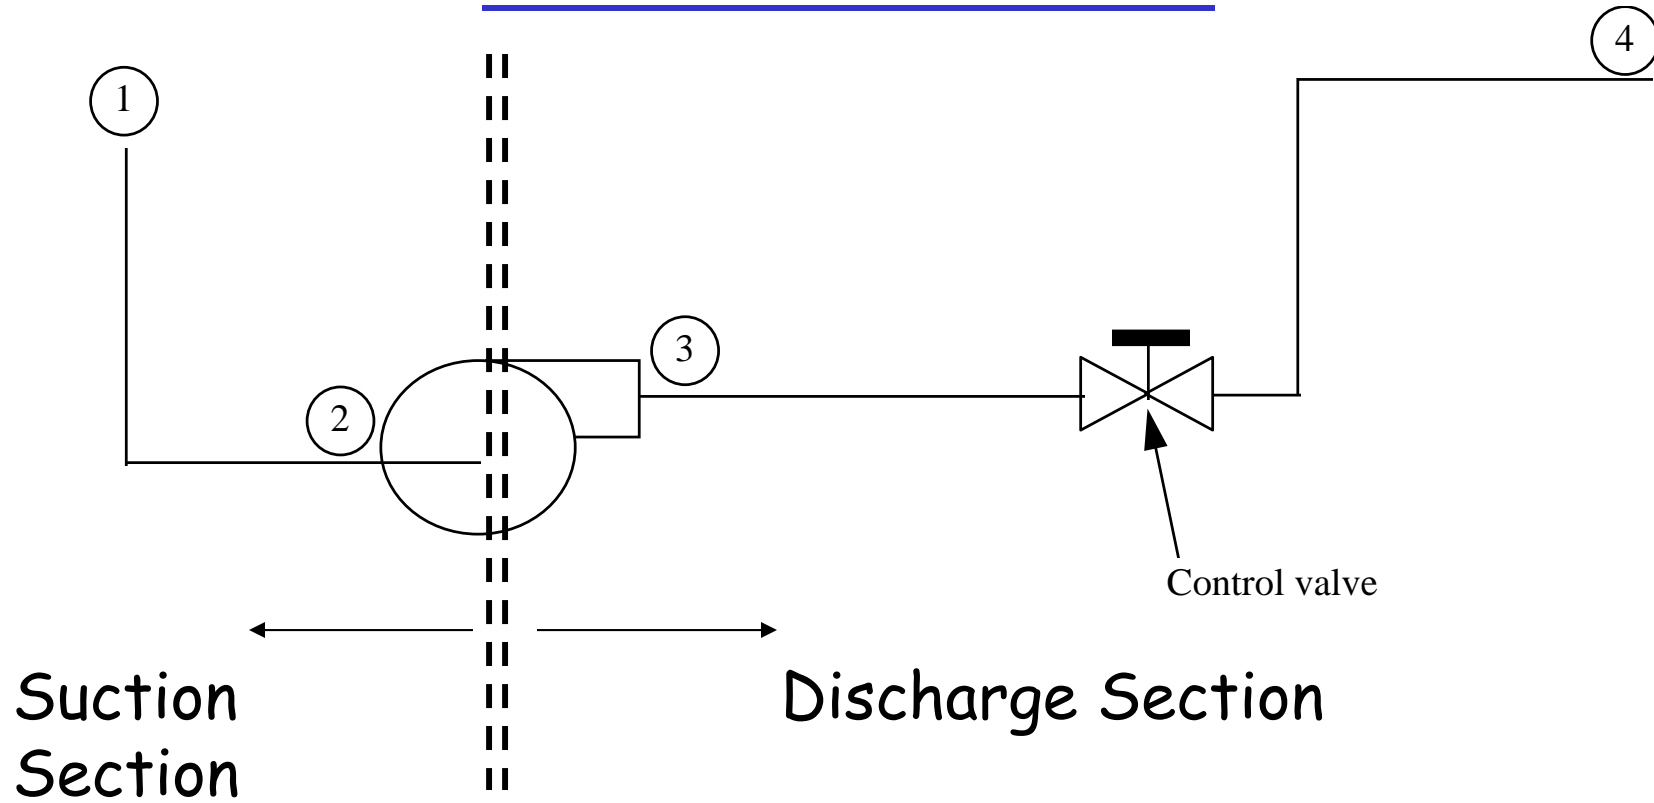 4
1
3
2
Control valve
Suction
Section
Discharge Section